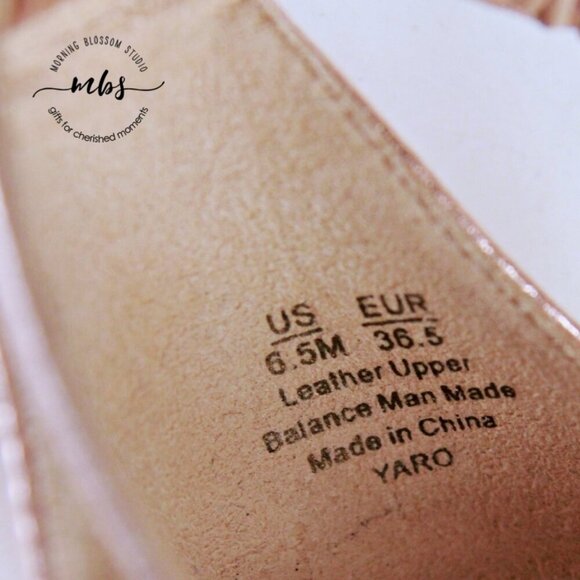 MORNING BLOSSOM STUDIO
mbs
gifts for cherished moments
US EUR
6.5M 36.5
Leather Upper
Balance Man Made
Made in China
YARO